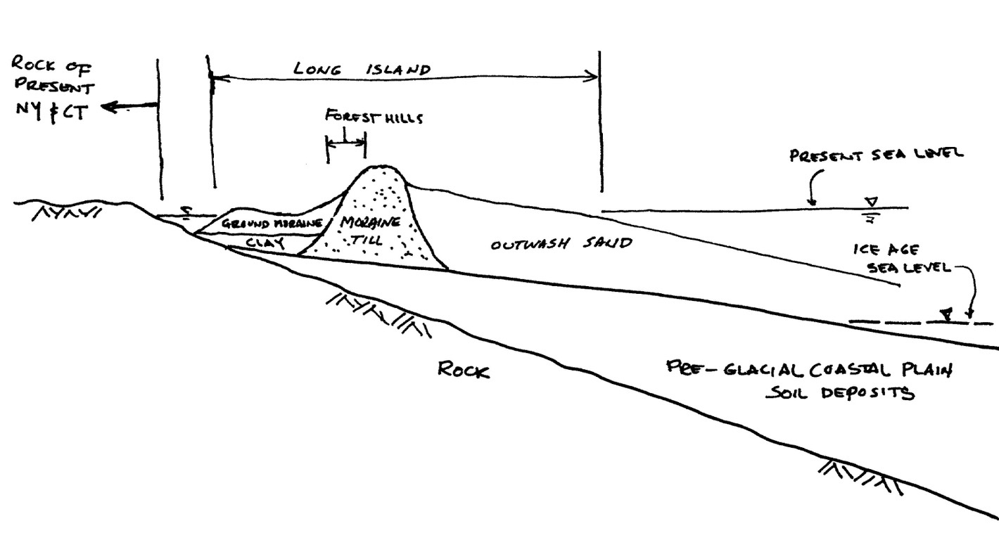 ROCK OF
PRESENT
NY & CT
LONG ISLAND
FOREST HILLS
PRESENT SEA LEVEL
GROUND MORAINE
CLAY
MORAINE
TILL
OUTWASH SAND
ICE AGE
SEA LEVEL
ROCK
PRE-GLACIAL COASTAL PLAIN
SOIL DEPOSITS